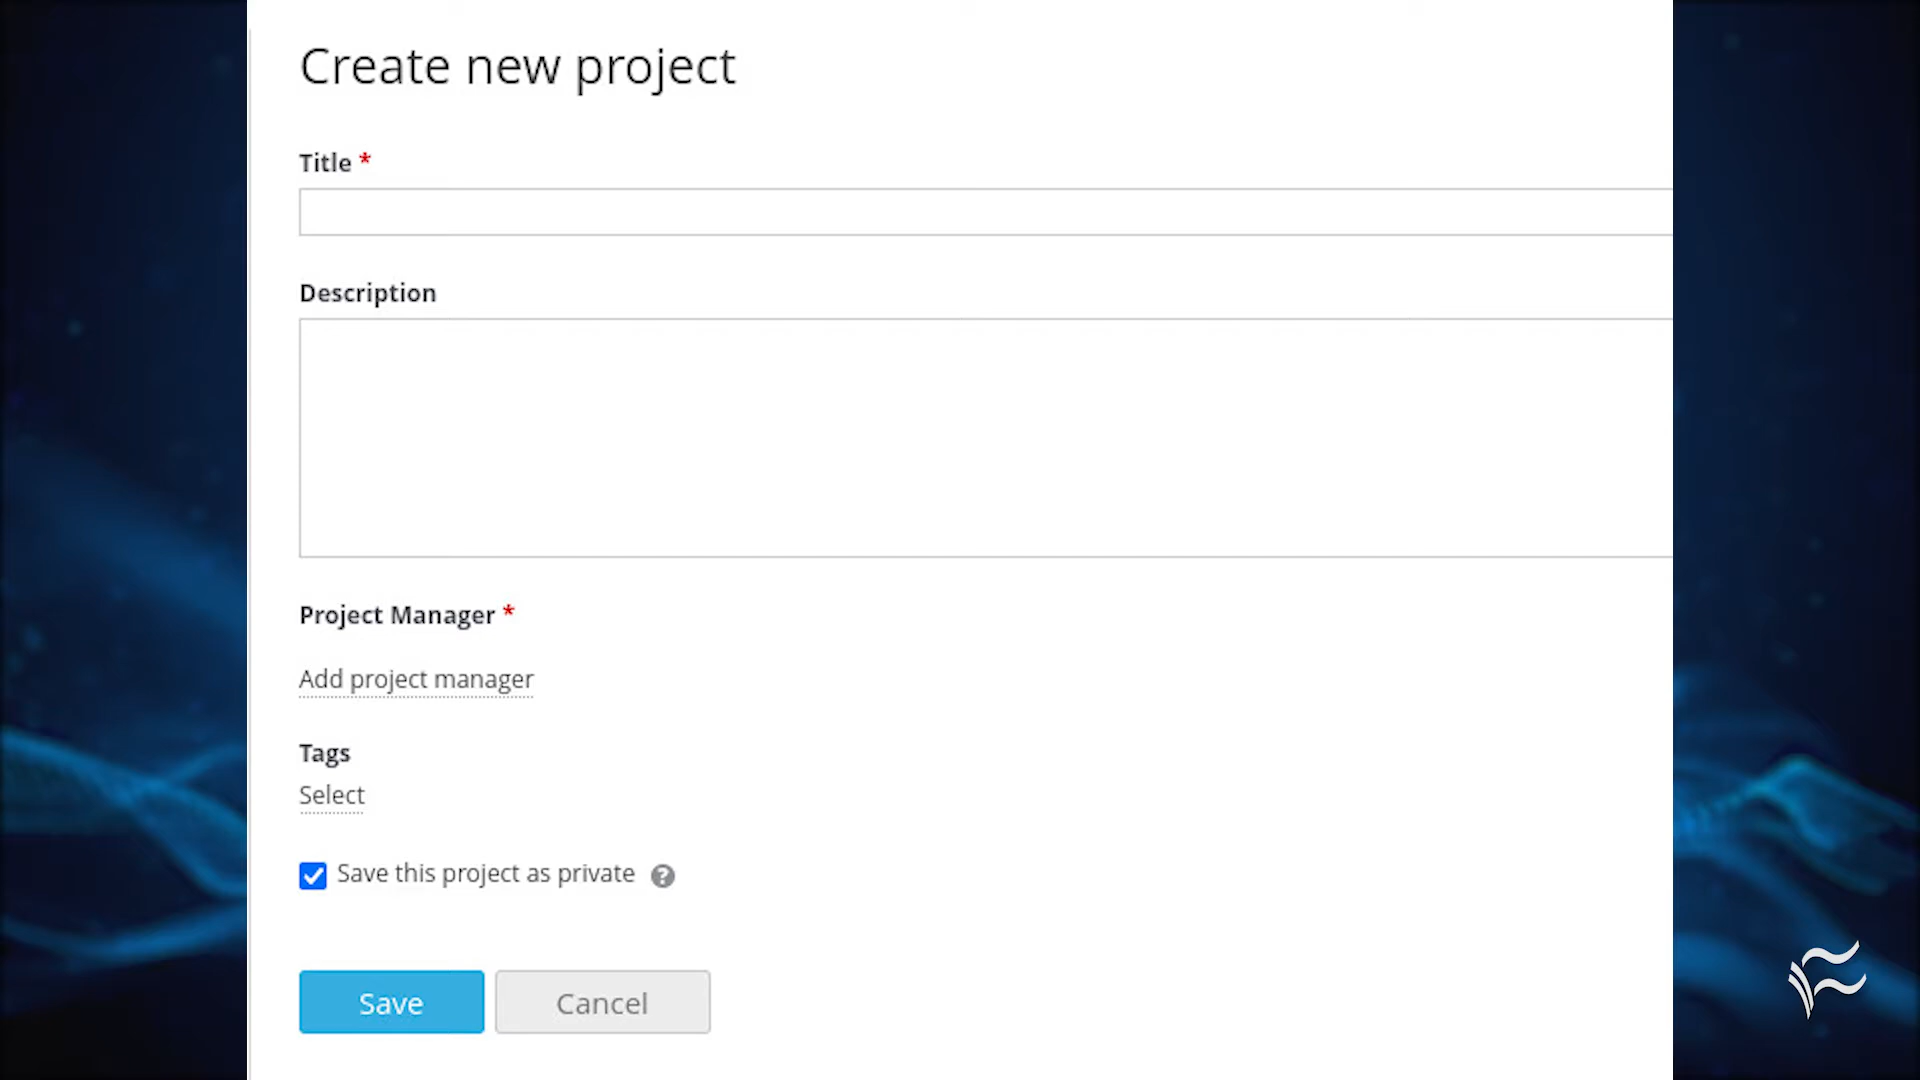 Create new project
Title *
Description
Project Manager *
Add project manager
Tags
Select
Save this project as private ?
Save
Cancel